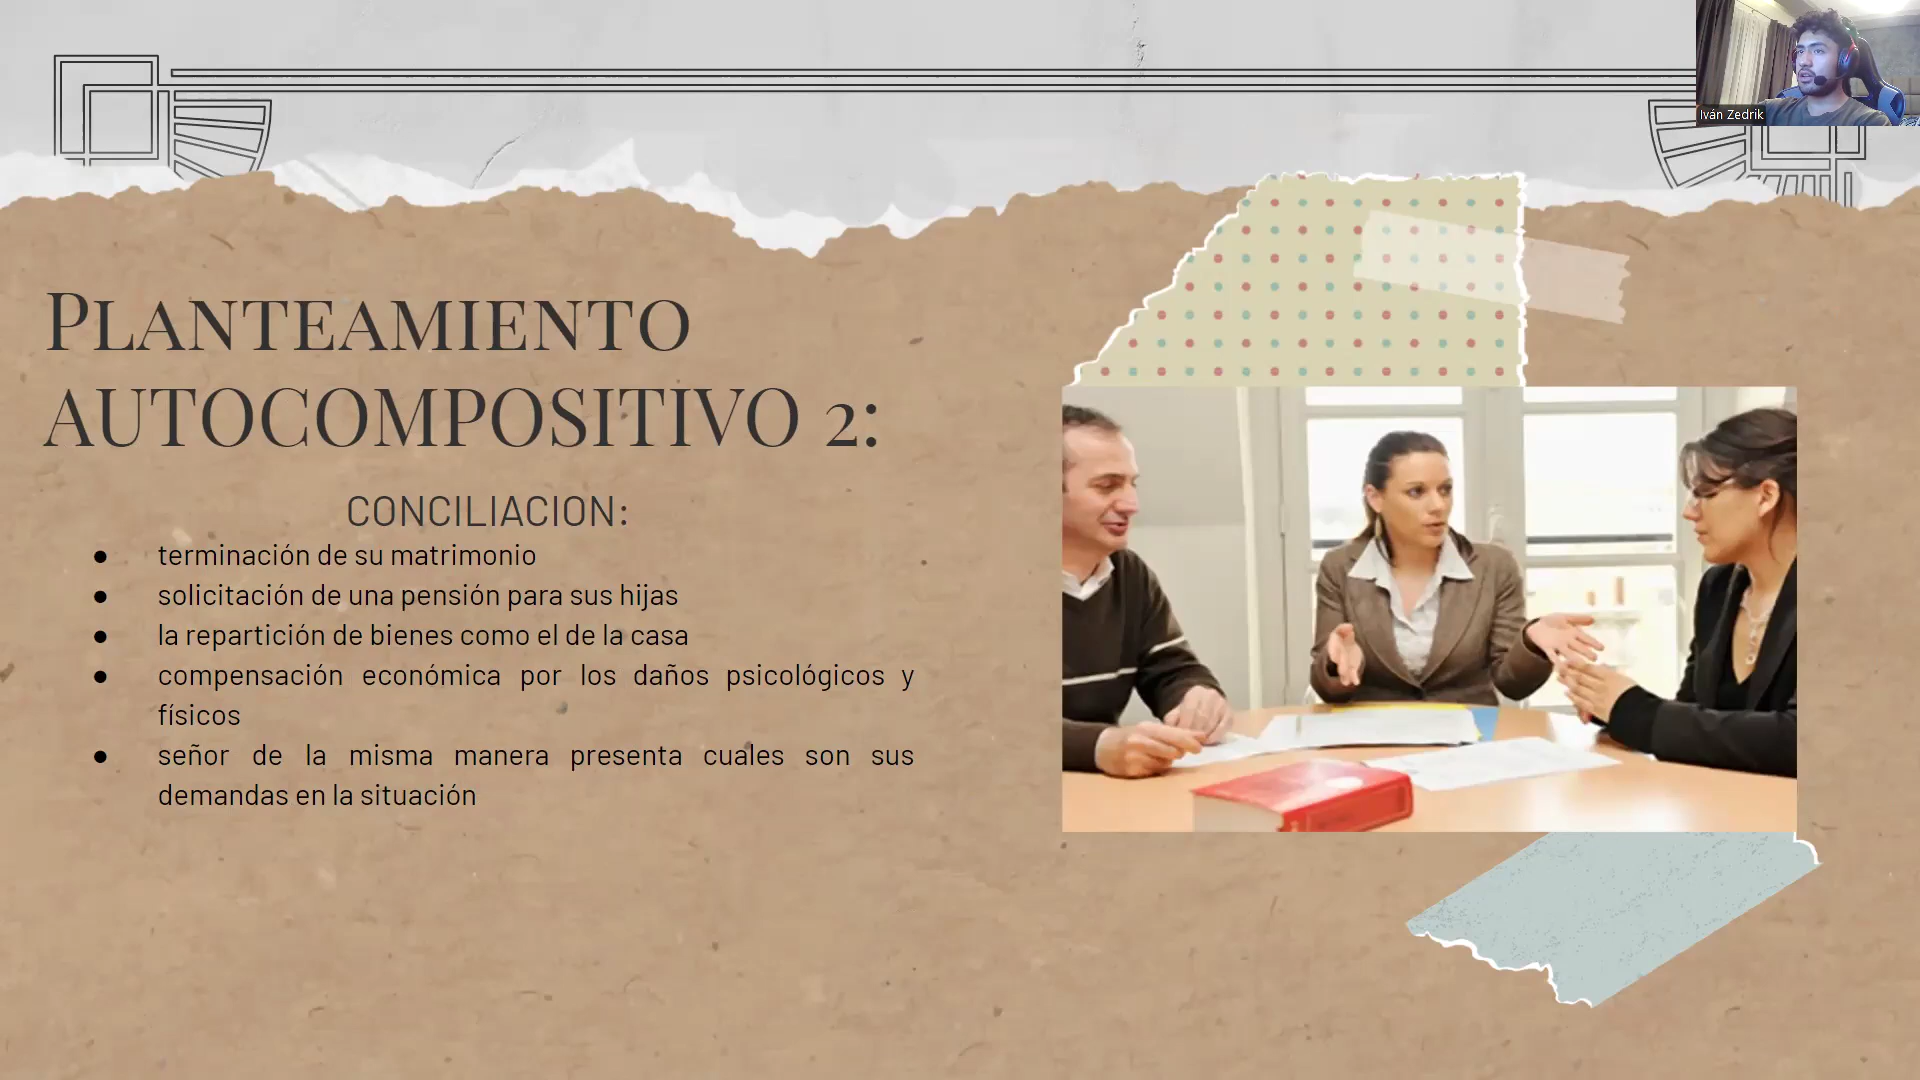 Iván Zedrik
PLANTEAMIENTO
AUTOCOMPOSITIVO 2:
CONCILIACION:
● terminación de su matrimonio
● solicitación de una pensión para sus hijas
● la repartición de bienes como el de la casa
● compensación económica por los daños psicológicos y
físicos
● señor de la misma manera presenta cuales son sus
demandas en la situación